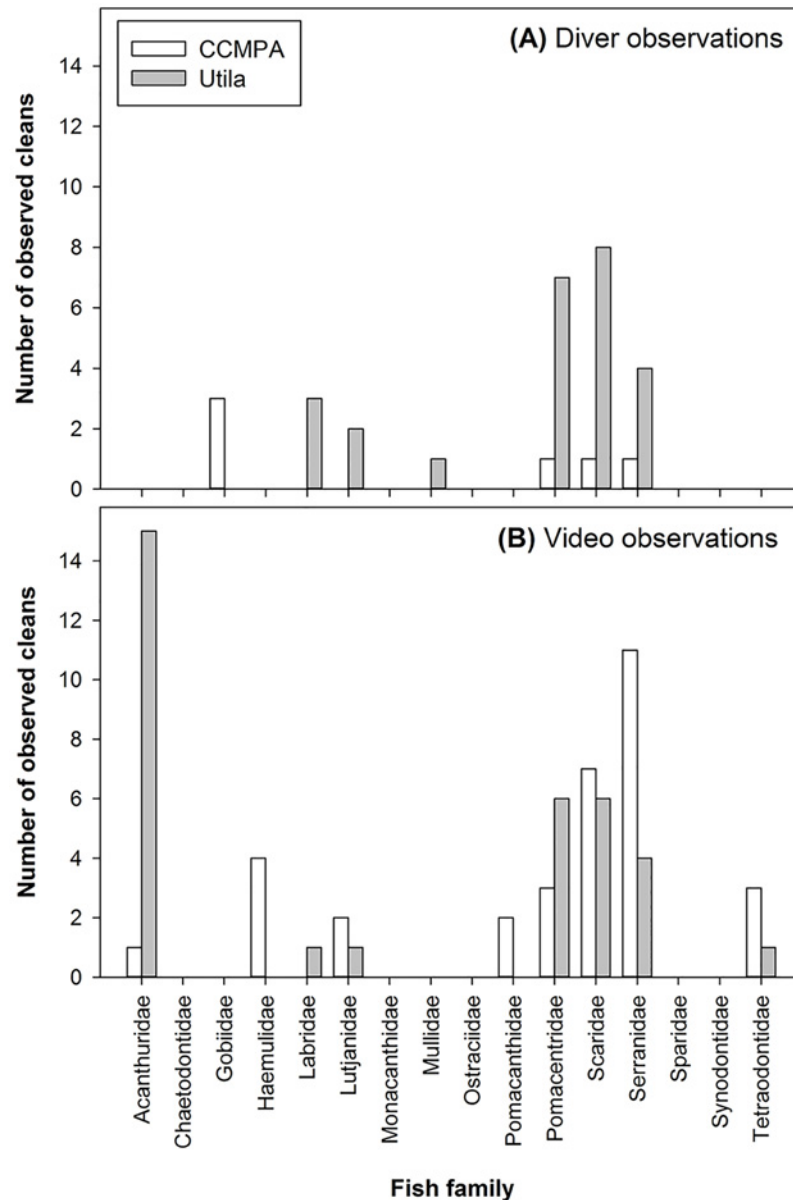 CCMPA
Utila
(A) Diver observations
Number of observed cleans
14
12
10
8
6
4
2
0
(B) Video observations
Number of observed cleans
14
12
10
8
6
4
2
0
Acanthuridae
Chaetodontidae
Gobiidae
Haemulidae
Labridae
Lutjanidae
Monacanthidae
Mullidae
Ostraciidae
Pomacanthidae
Pomacentridae
Scaridae
Serranidae
Sparidae
Synodontidae
Tetraodontidae
Fish family